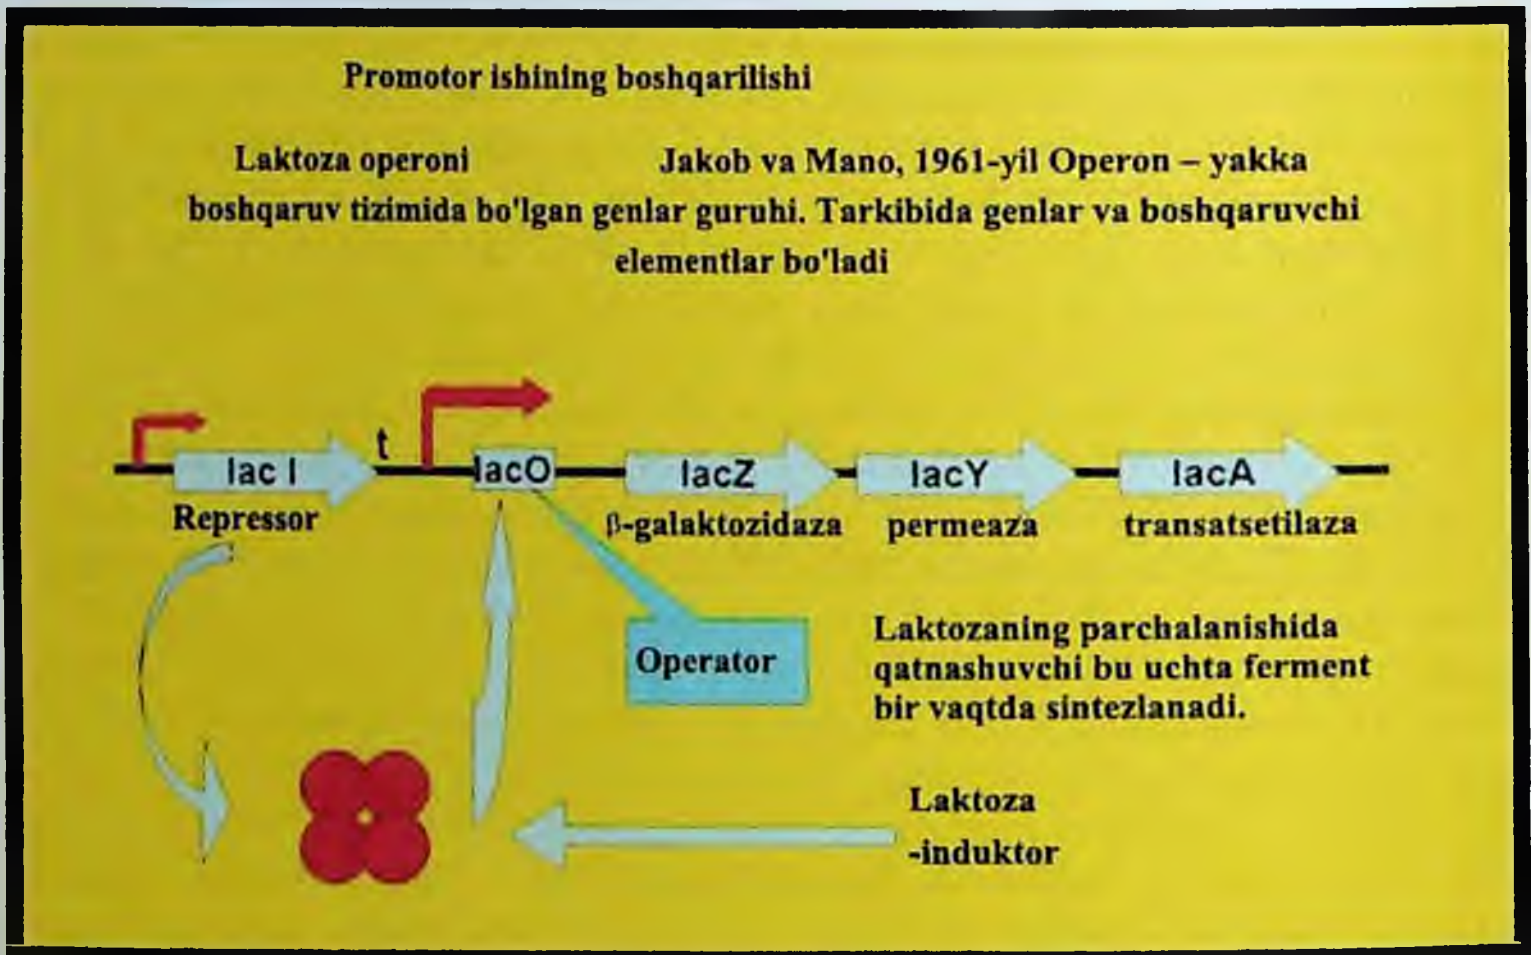 Promotor ishining boshqarilishi
Laktoza operoni Jakob va Mano, 1961-yil Operon – yakka
boshqaruv tizimida bo'lgan genlar guruhi. Tarkibida genlar va boshqaruvchi
elementlar bo'ladi
t
lac I lacO lacZ lacY lacA
Repressor β-galaktozidaza permeaza transatsetilaza
Operator
Laktozaning parchalanishida
qatnashuvchi bu uchta ferment
bir vaqtda sintezlanadi.
Laktoza
-induktor